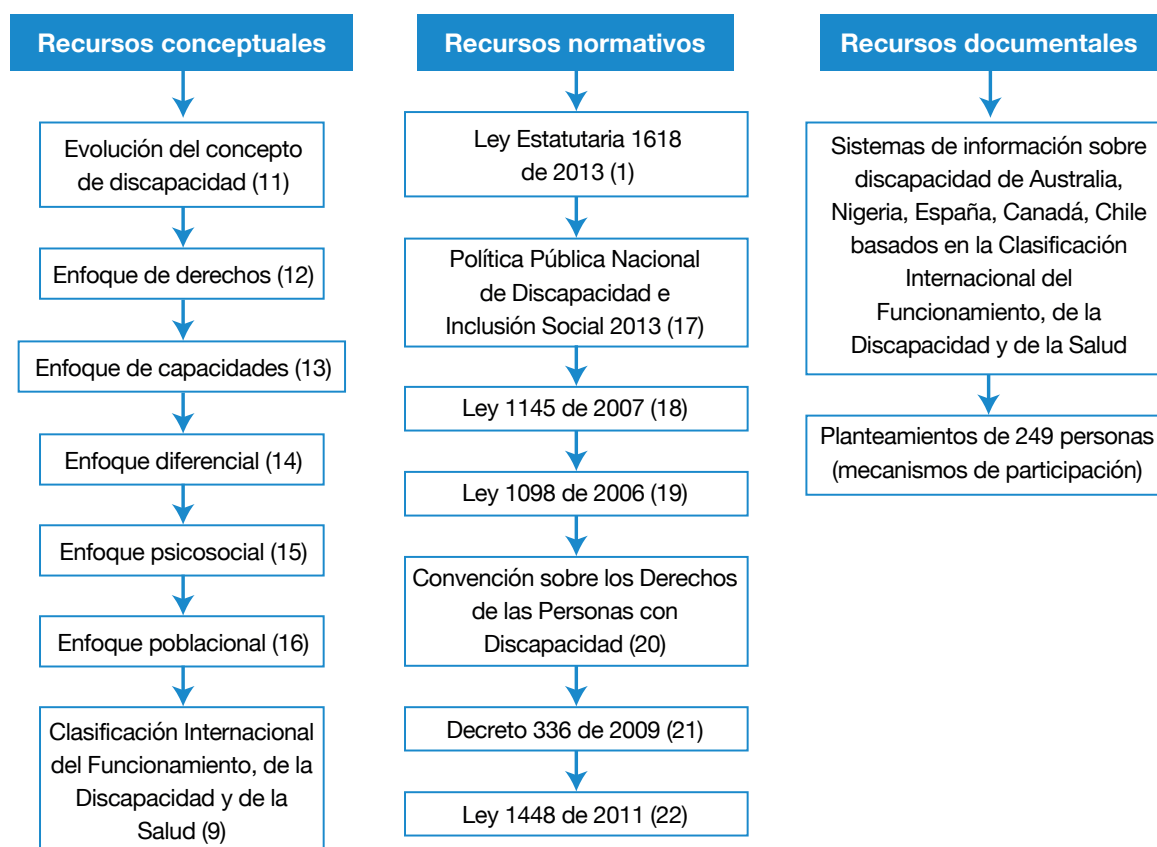 Recursos conceptuales
Evolución del concepto
de discapacidad (11)
Enfoque de derechos (12)
Enfoque de capacidades (13)
Enfoque diferencial (14)
Enfoque psicosocial (15)
Enfoque poblacional (16)
Clasificación Internacional
del Funcionamiento, de la
Discapacidad y de la
Salud (9)
Recursos normativos
Ley Estatutaria 1618
de 2013 (1)
Política Pública Nacional
de Discapacidad e
Inclusión Social 2013 (17)
Ley 1145 de 2007 (18)
Ley 1098 de 2006 (19)
Convención sobre los Derechos
de las Personas con
Discapacidad (20)
Decreto 336 de 2009 (21)
Ley 1448 de 2011 (22)
Recursos documentales
Sistemas de información sobre
discapacidad de Australia,
Nigeria, España, Canadá, Chile
basados en la Clasificación
Internacional del
Funcionamiento, de la
Discapacidad y de la Salud
Planteamientos de 249 personas
(mecanismos de participación)